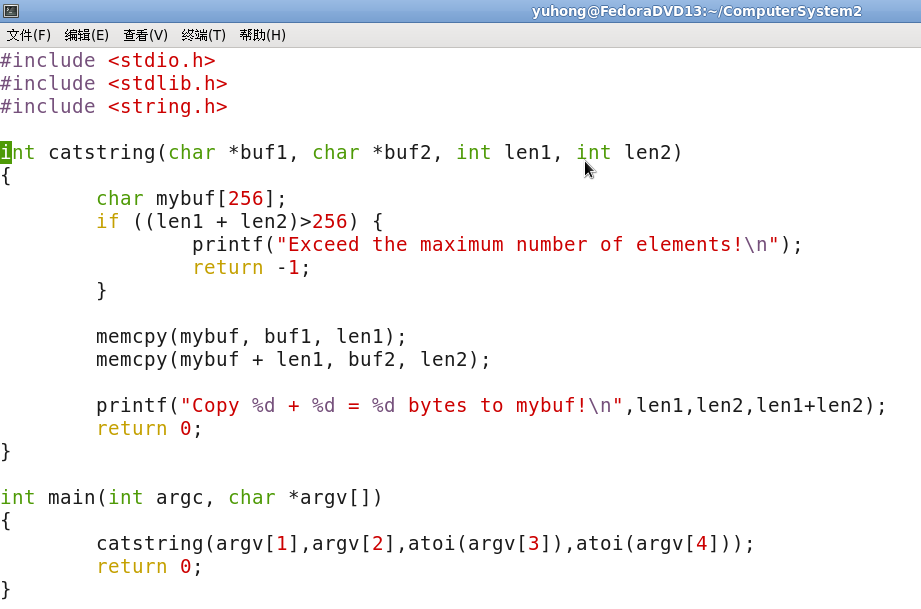 yuhong@FedoraDVD13:~/ComputerSystem2
文件(F) 编辑(E) 查看(V) 终端(T) 帮助(H)
#include <stdio.h>
#include <stdlib.h>
#include <string.h>
int catstring(char *buf1, char *buf2, int len1, int len2)
{
        char mybuf[256];
        if ((len1 + len2)>256) {
                printf("Exceed the maximum number of elements!\n");
                return -1;
        }
        memcpy(mybuf, buf1, len1);
        memcpy(mybuf + len1, buf2, len2);
        printf("Copy %d + %d = %d bytes to mybuf!\n",len1,len2,len1+len2);
        return 0;
}
int main(int argc, char *argv[])
{
        catstring(argv[1],argv[2],atoi(argv[3]),atoi(argv[4]));
        return 0;
}